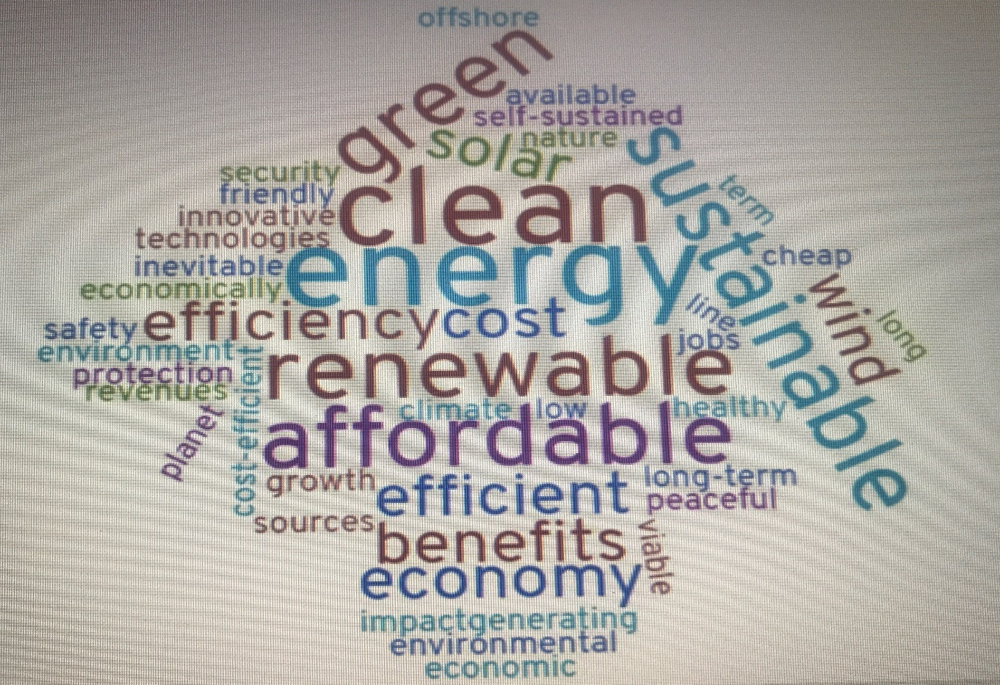 offshore
green
available
self-sustained
nature
solar
sustainable
security
friendly
innovative
technologies
clean
term
inevitable
economically
energy
cheap
wind
long
line
jobs
safety
efficiency
cost
environment
protection
revenues
cost-efficient
renewable
planet
climate
low
healthy
affordable
growth
efficient
long-term
peaceful
sources
benefits
viable
economy
impact
generating
environmental
economic